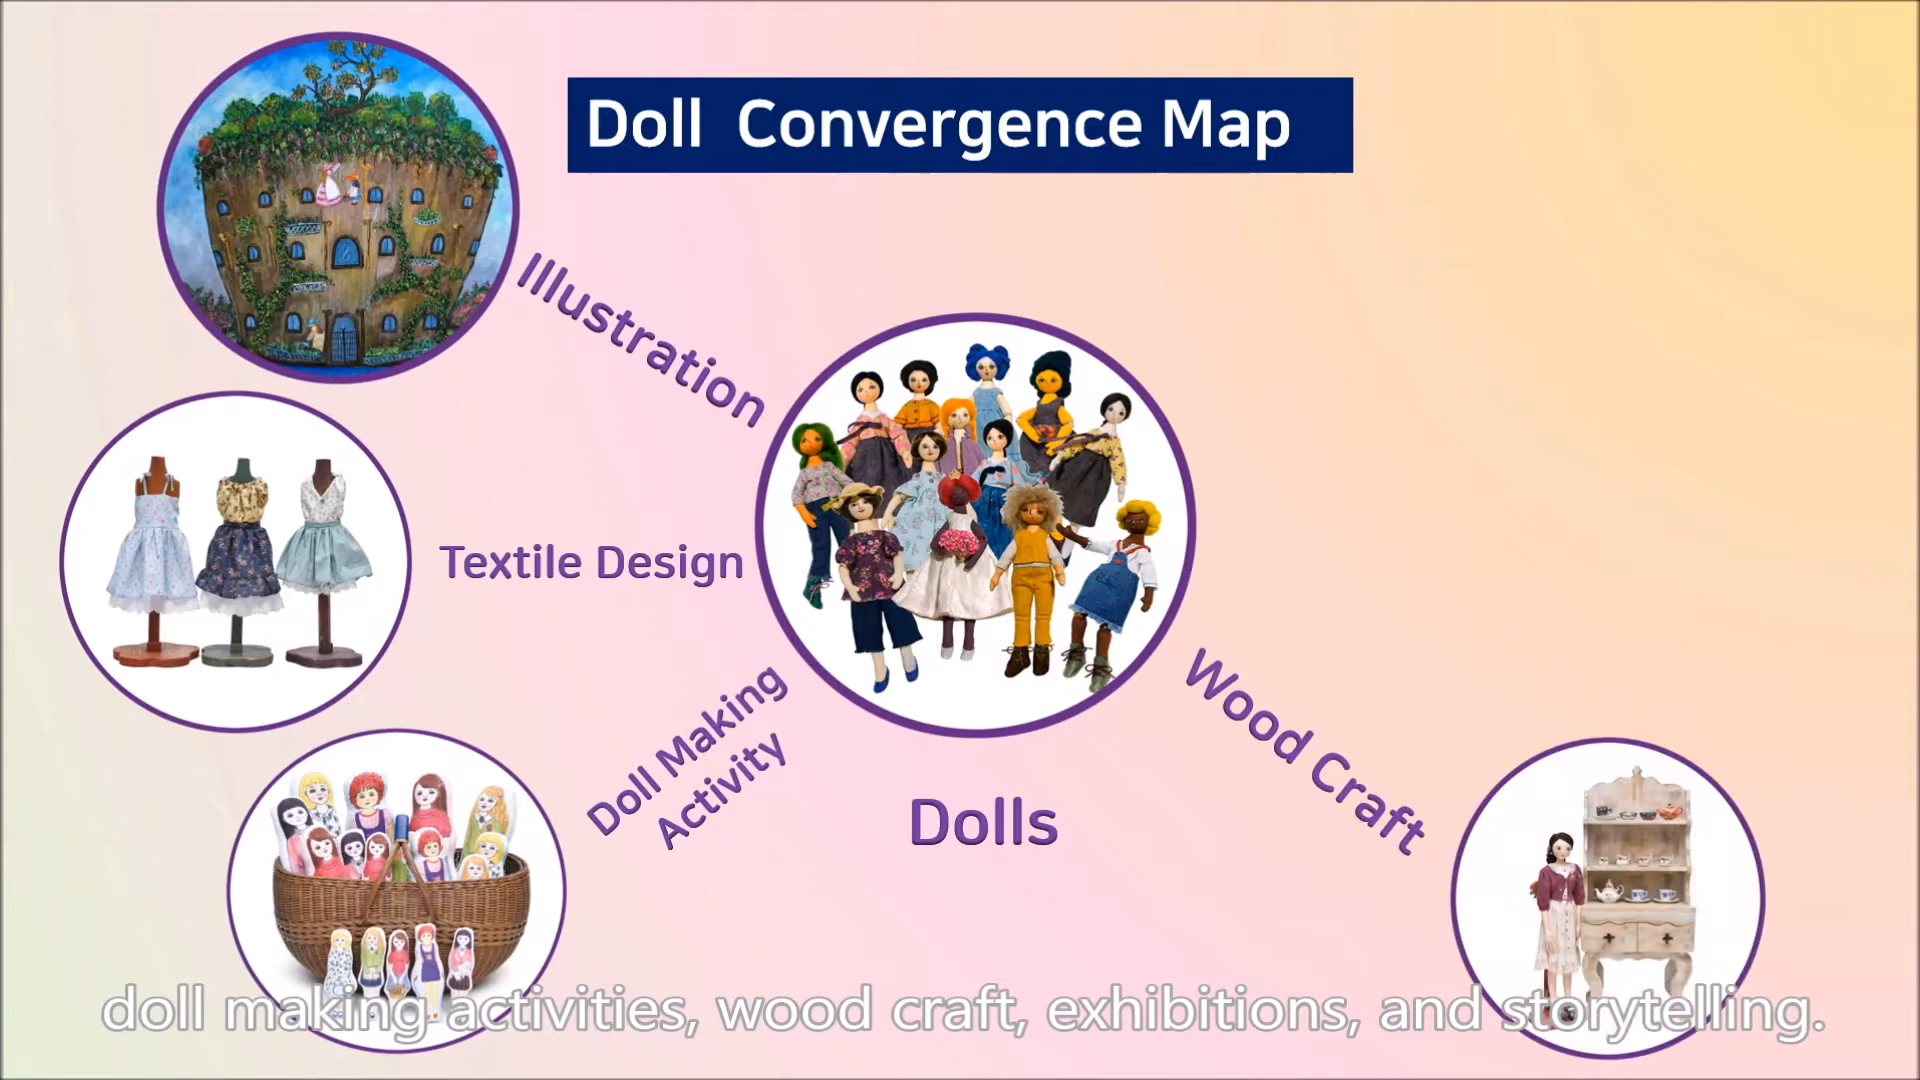 Doll Convergence Map
Illustration
Textile Design
Doll Making
Activity
Dolls
Wood Craft
doll making activities, wood craft, exhibitions, and storytelling.